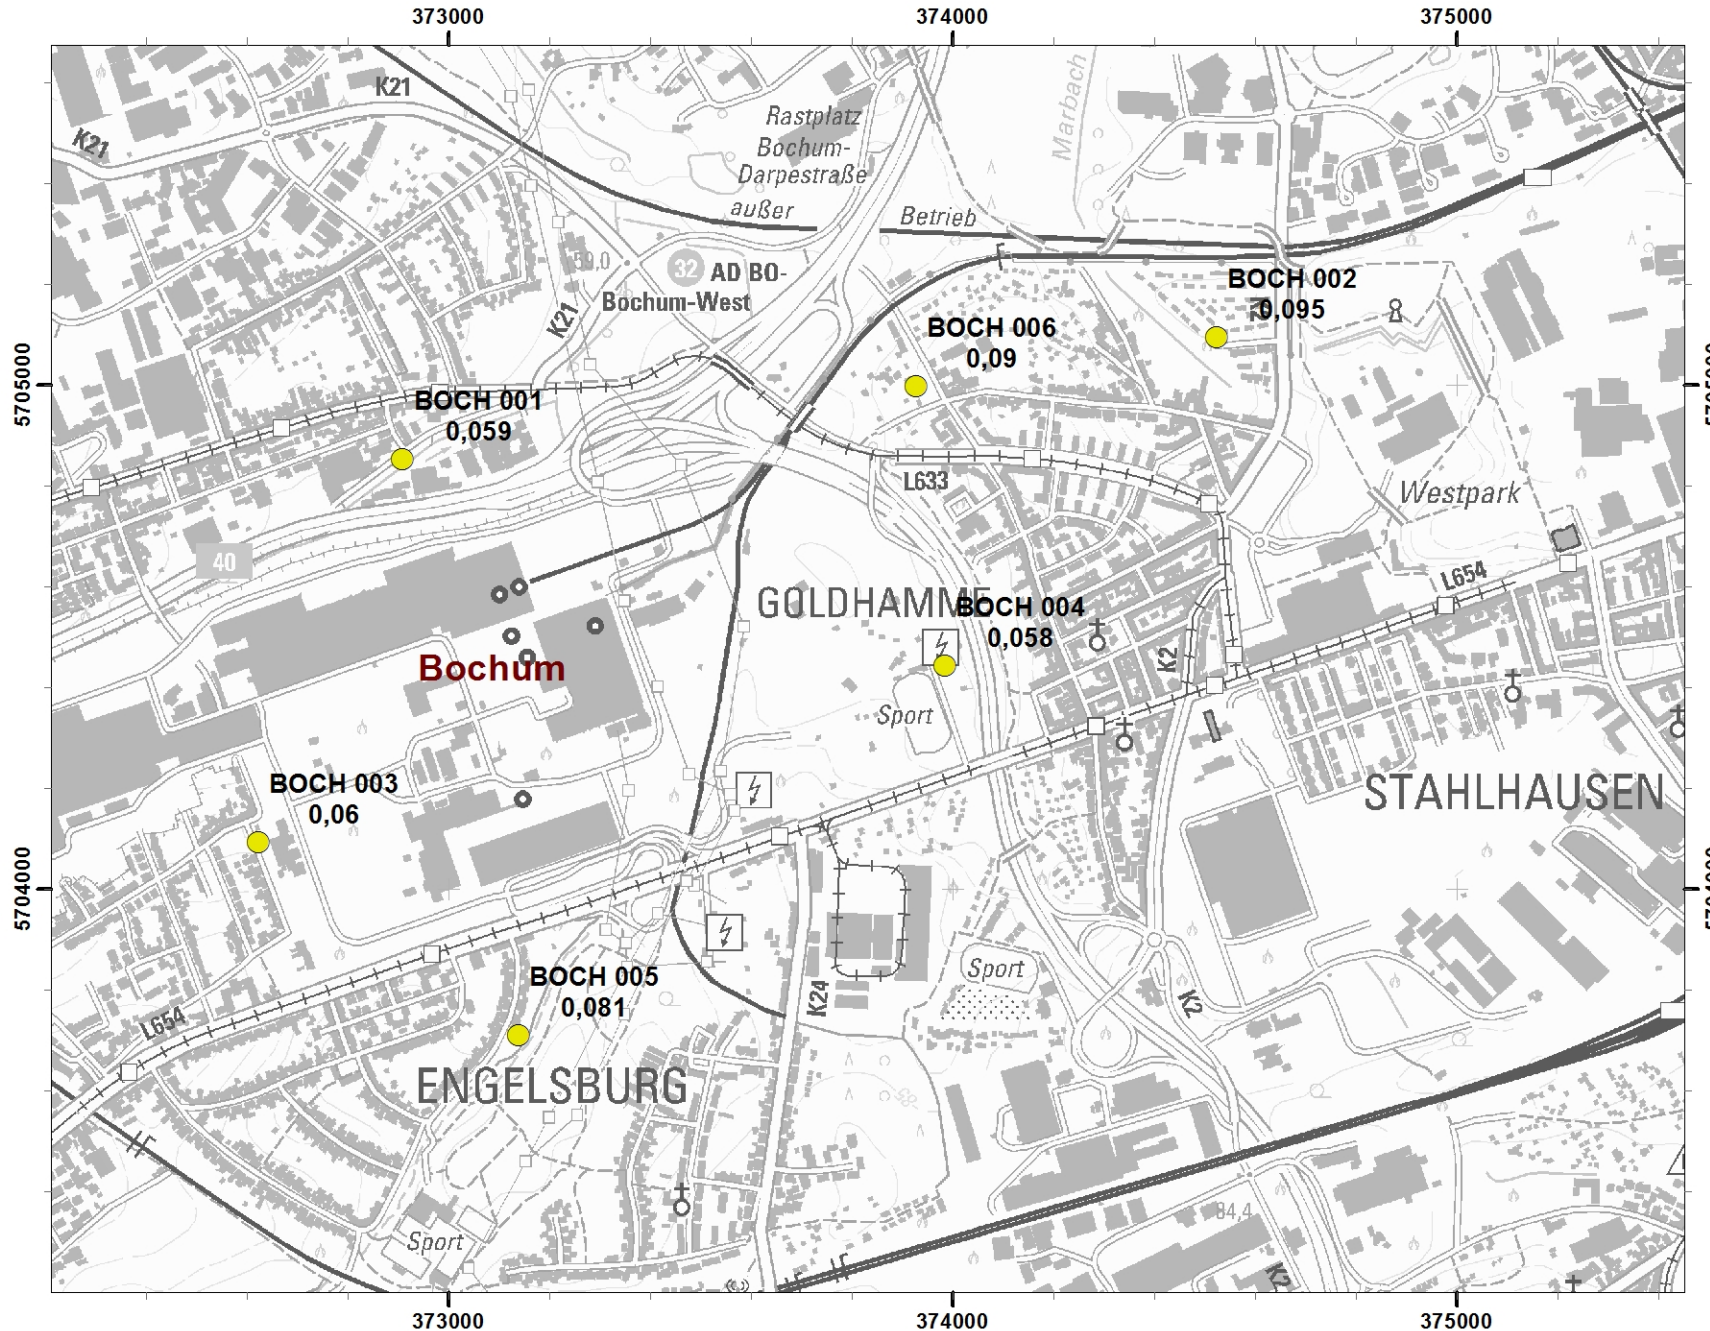 373000
374000
375000
K21
K21
Rastplatz
Bochum-
Darpestraße
außer
Betrieb
Marbach
59,0
32
AD BO-
Bochum-West
K21
BOCH 002
0,095
BOCH 006
0,09
5705000
BOCH 001
0,059
L633
Westpark
40
L654
GOLDHAMME
BOCH 004
0,058
Bochum
K2
Sport
BOCH 003
0,06
STAHLHAUSEN
5704000
BOCH 005
0,081
Sport
K24
K2
L654
ENGELSBURG
84,4
Sport
K2
373000
374000
375000